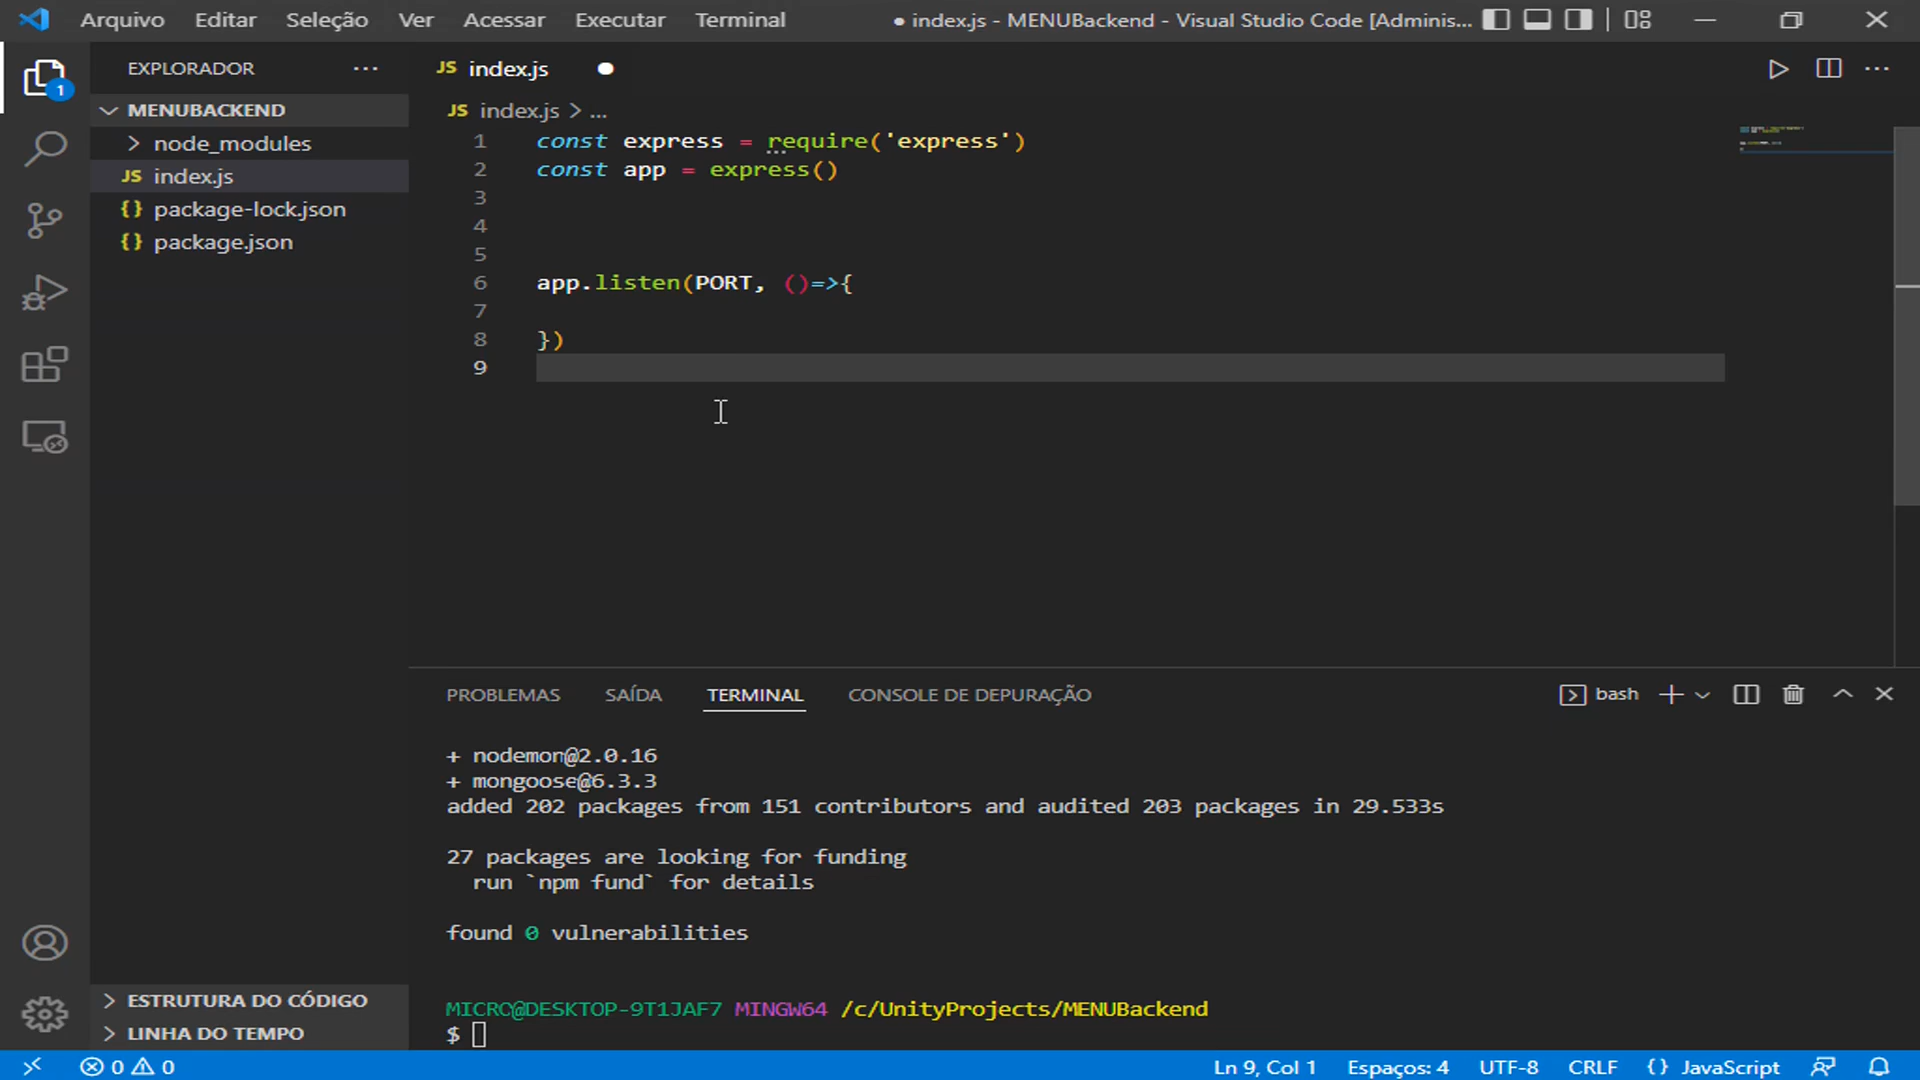 Arquivo Editar Seleção Ver Acessar Executar Terminal ● index.js - MENUBackend - Visual Studio Code [Adminis...
EXPLORADOR ...
MENUBACKEND
node_modules
JS index.js
{} package-lock.json
{} package.json
ESTRUTURA DO CÓDIGO
LINHA DO TEMPO
1
JS index.js ●
JS index.js > ...
1 const express = require('express')
2 const app = express()
3
4
5
6 app.listen(PORT, ()=>{
7
8 })
9
PROBLEMAS SAÍDA TERMINAL CONSOLE DE DEPURAÇÃO bash
+ nodemon@2.0.16
+ mongoose@6.3.3
added 202 packages from 151 contributors and audited 203 packages in 29.533s
27 packages are looking for funding
run `npm fund` for details
found 0 vulnerabilities
MICRO@DESKTOP-9T1JAF7 MINGW64 /c/UnityProjects/MENUBackend
$
0 0 Ln 9, Col 1 Espaços: 4 UTF-8 CRLF {} JavaScript